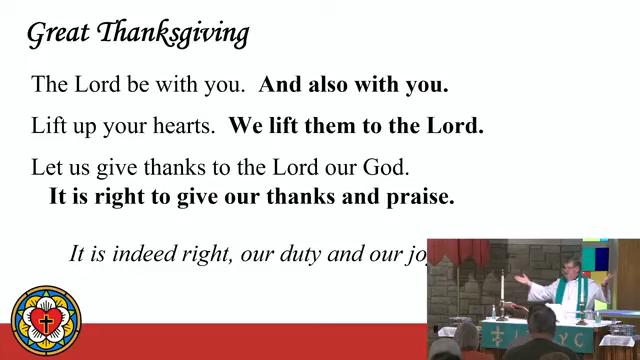 Great Thanksgiving
The Lord be with you. And also with you.
Lift up your hearts. We lift them to the Lord.
Let us give thanks to the Lord our God.
It is right to give our thanks and praise.
It is indeed right, our duty and our